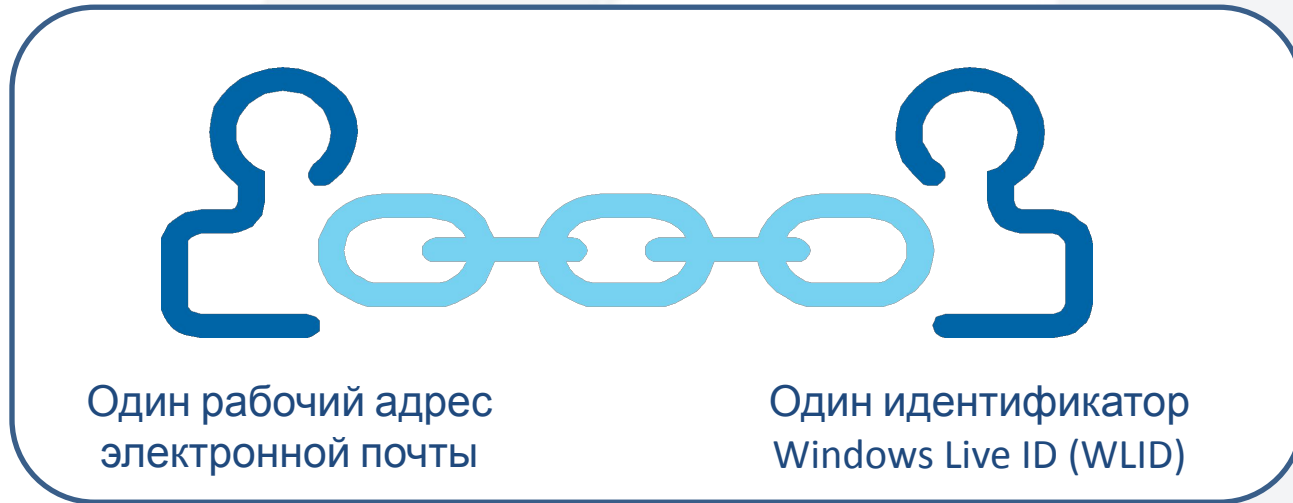 Один рабочий адрес
электронной почты
Один идентификатор
Windows Live ID (WLID)